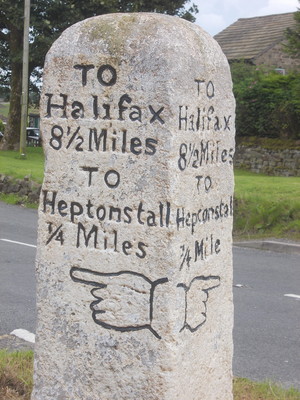 TO
Halifax
8½ Miles
TO
Heptonstall
¼ Miles
TO
Halifax
8½ Miles
TO
Heptonstall
¼ Mile